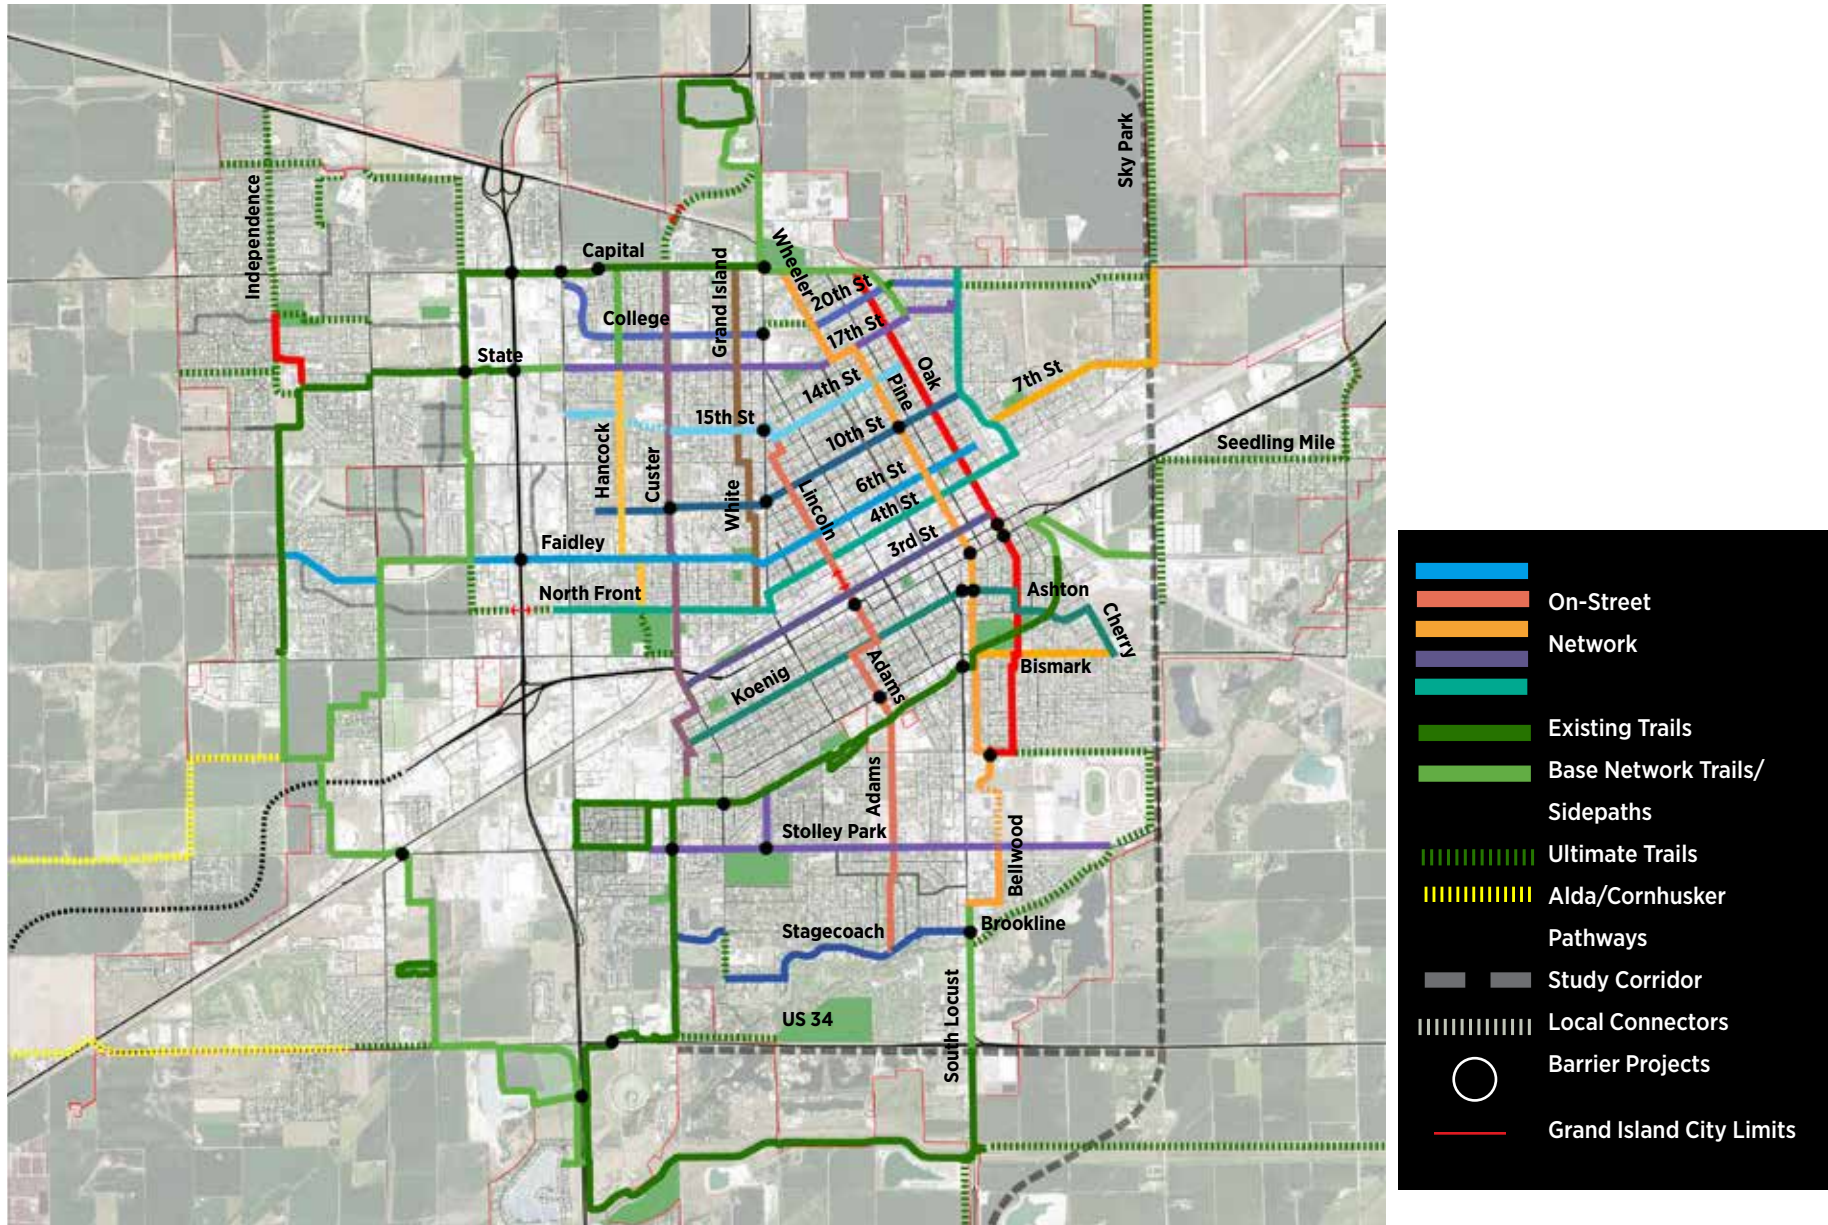 Sky Park
Independence
Capital
Wheeler
Grand Island
20th St
College
17th St
State
Oak
Pine
14th St
7th St
15th St
10th St
Seedling Mile
Hancock
Custer
White
Lincoln
6th St
4th St
3rd St
Faidley
North Front
Ashton
Cherry
Bismark
Adams
Koenig
Adams
Stolley Park
Bellwood
Stagecoach
Brookline
South Locust
US 34
On-Street
Network
Existing Trails
Base Network Trails/
Sidepaths
Ultimate Trails
Alda/Cornhusker
Pathways
Study Corridor
Local Connectors
Barrier Projects
Grand Island City Limits